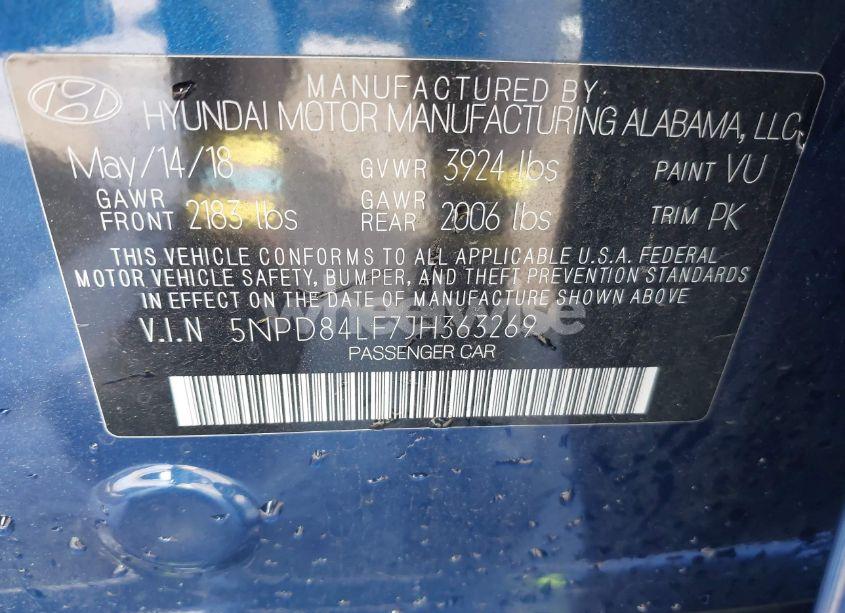 MANUFACTURED BY
HYUNDAI MOTOR MANUFACTURING ALABAMA, LLC
May/14/18 GVWR 3924 lbs PAINT VU
GAWR FRONT 2183 lbs GAWR REAR 2006 lbs TRIM PK
THIS VEHICLE CONFORMS TO ALL APPLICABLE U.S.A. FEDERAL
MOTOR VEHICLE SAFETY, BUMPER, AND THEFT PREVENTION STANDARDS
IN EFFECT ON THE DATE OF MANUFACTURE SHOWN ABOVE
V.I.N 5NPD84LF7JH363269
PASSENGER CAR